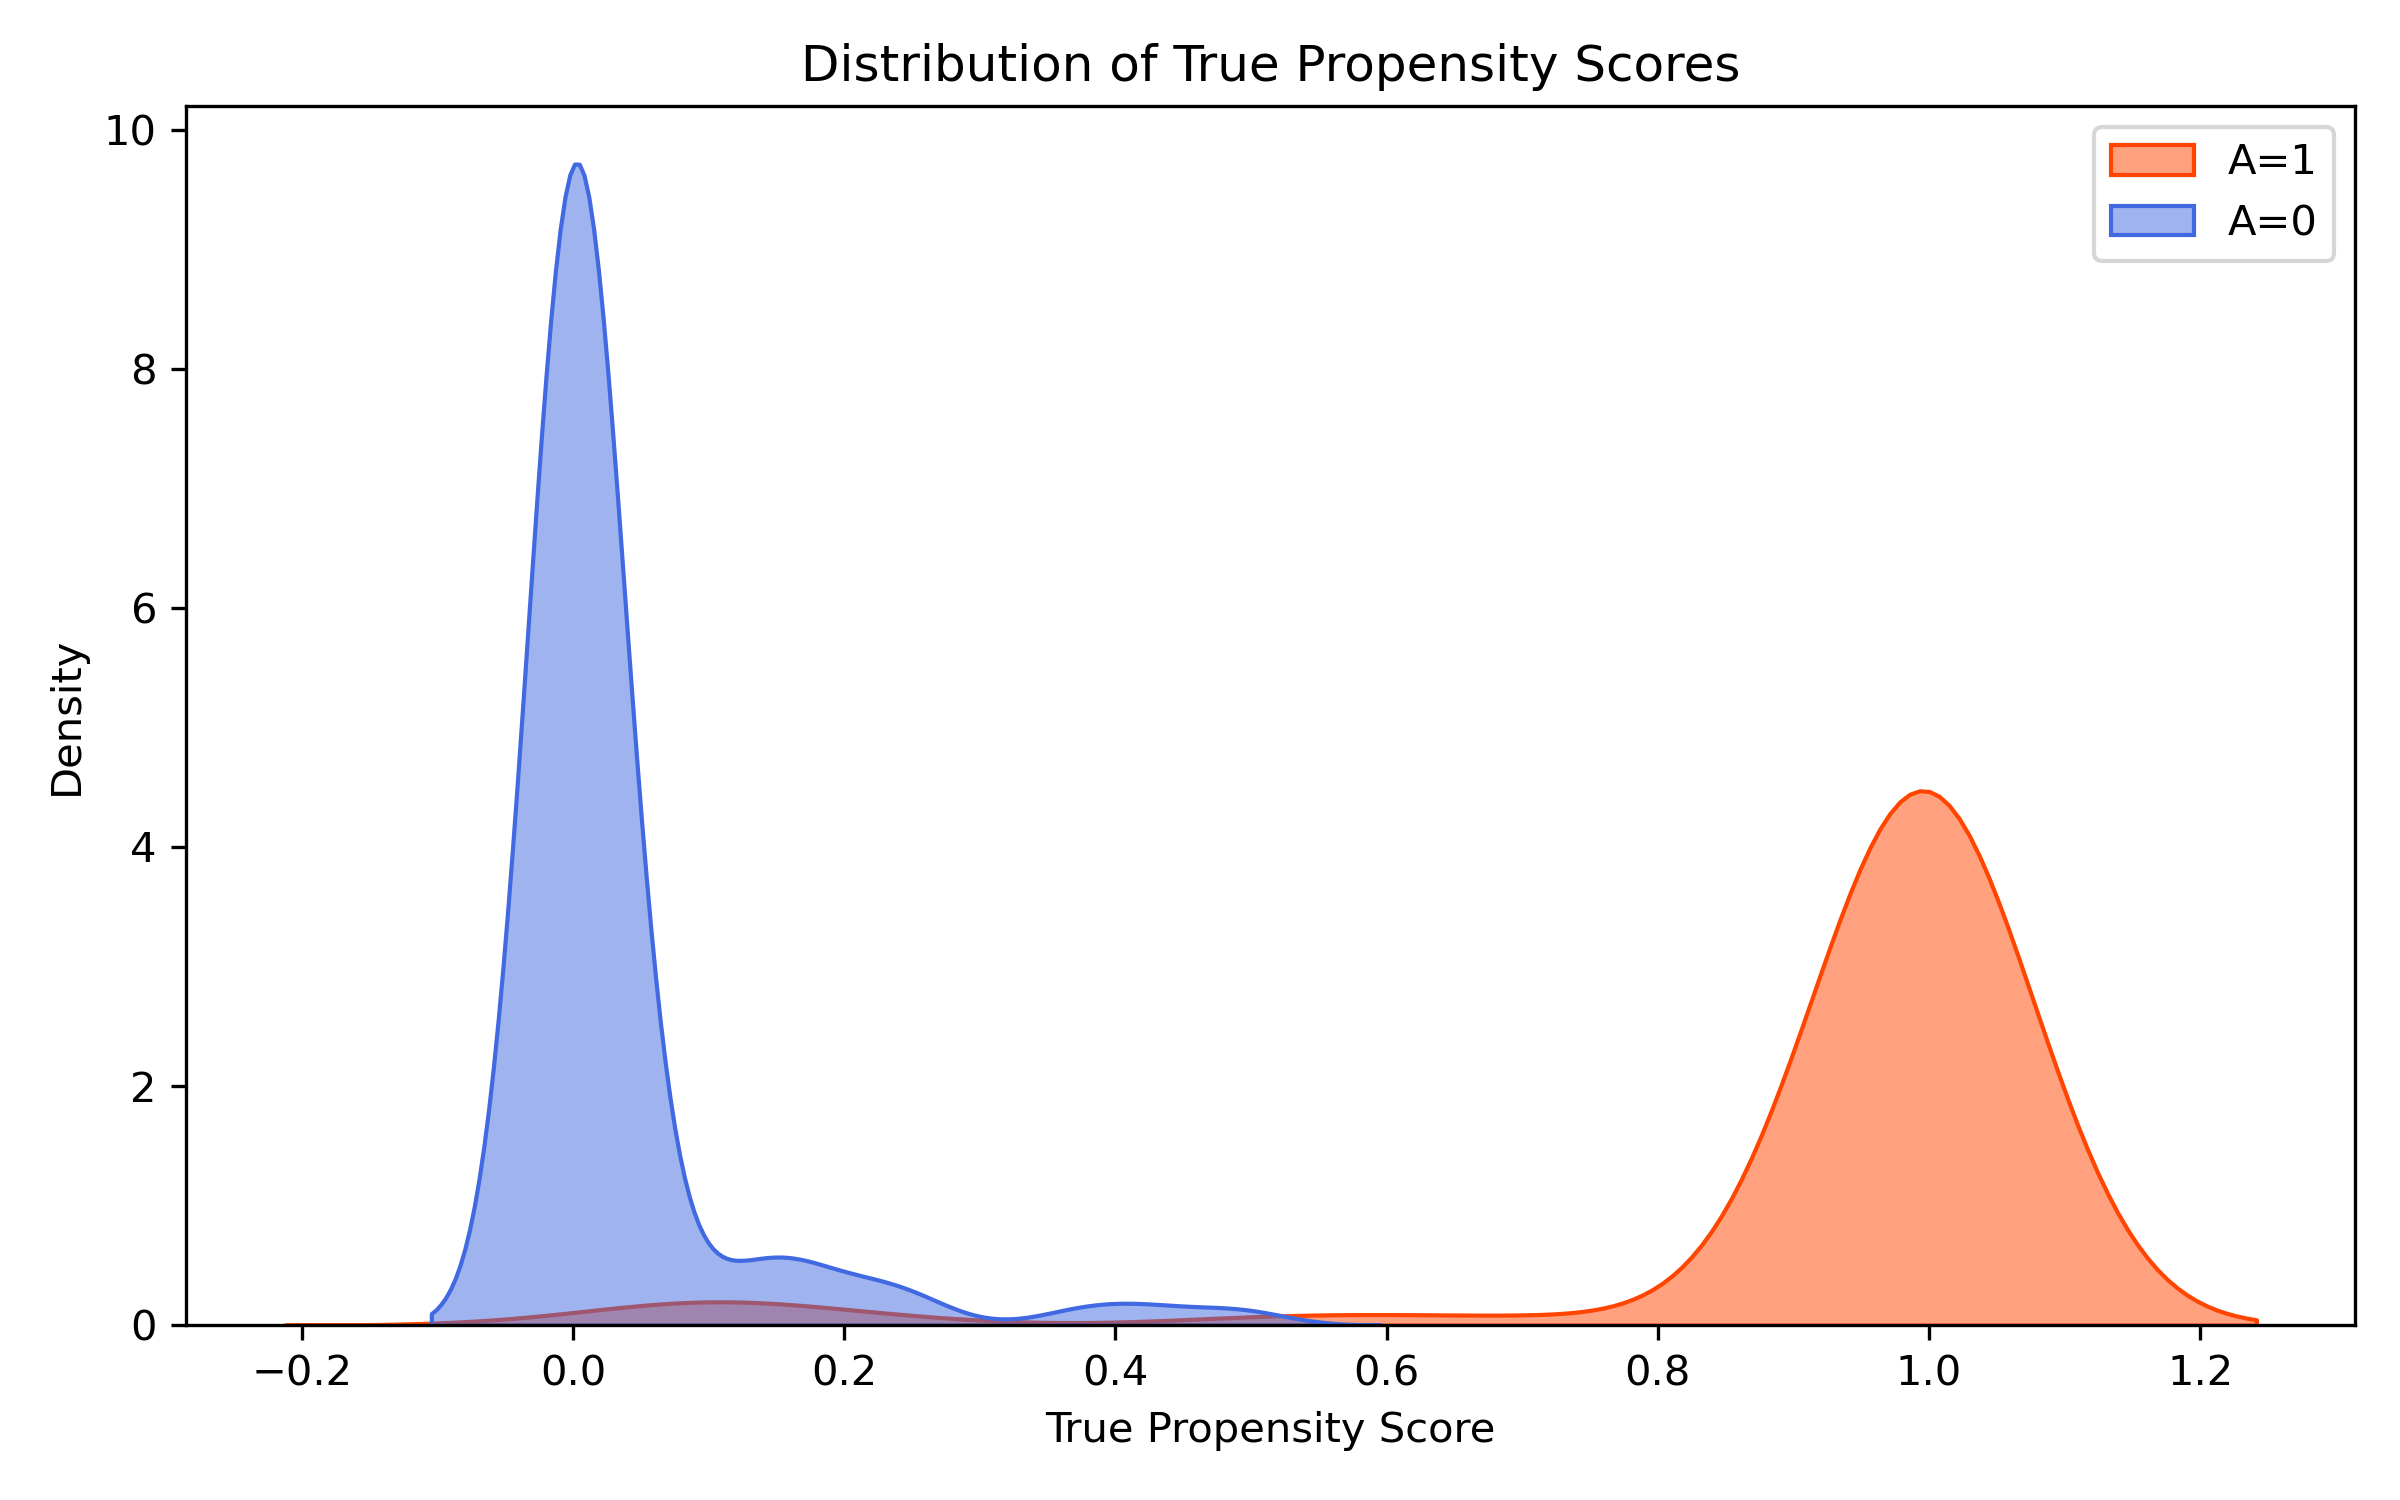 Distribution of True Propensity Scores
10
8
6
4
2
0
Density
A=1
A=0
−0.2 0.0 0.2 0.4 0.6 0.8 1.0 1.2
True Propensity Score